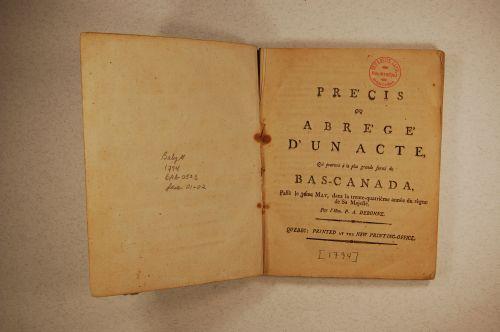 Baby
1794
PRE'CIS
OU
ABRE'GE'
D'UN ACTE,
Qui pourvoit à la plus grande sureté du
BAS-CANADA,
Passé le May, dans la trente-quatrième année du règne
de Sa Majesté.
Par l'Hon. P. A. DEBONNE.
QUEBEC: PRINTED AT THE NEW PRINTING-OFFICE.
[1794]